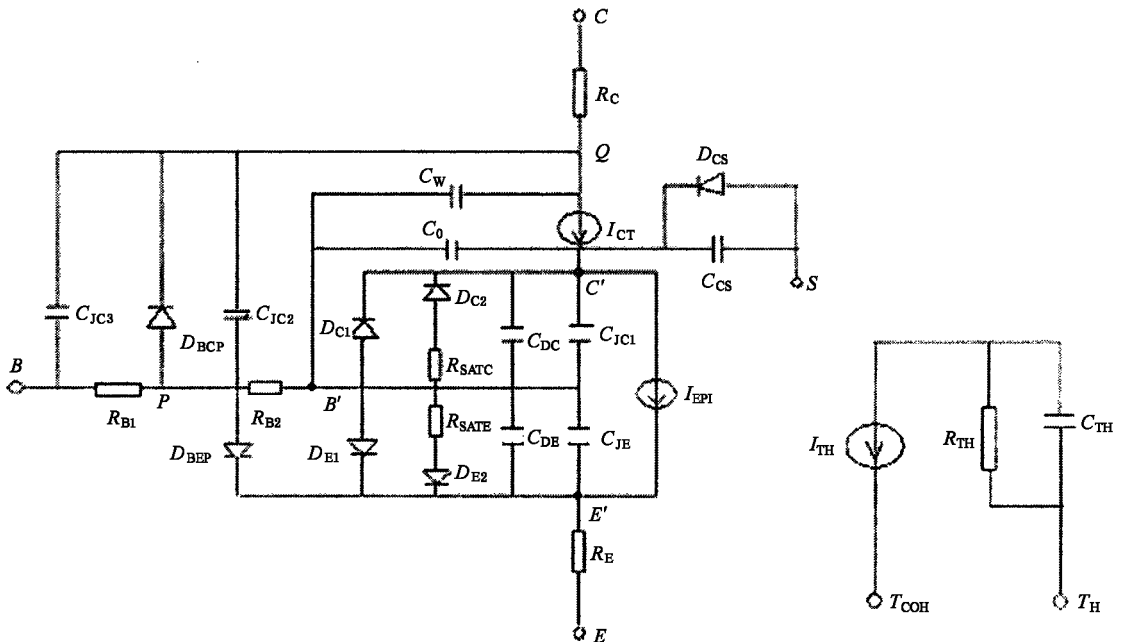 C
R_C
Q
D_CS
C_W
I_CT
C_0
C_CS
S
C'
D_C2
C_JC3
D_BCP
C_JC2
D_C1
C_DC
C_JC1
R_SATC
B
R_B1
P
R_B2
B'
I_EPI
R_SATE
D_BEP
D_E1
C_DE
C_JE
D_E2
E'
R_E
E
I_TH
R_TH
C_TH
T_COH
T_H